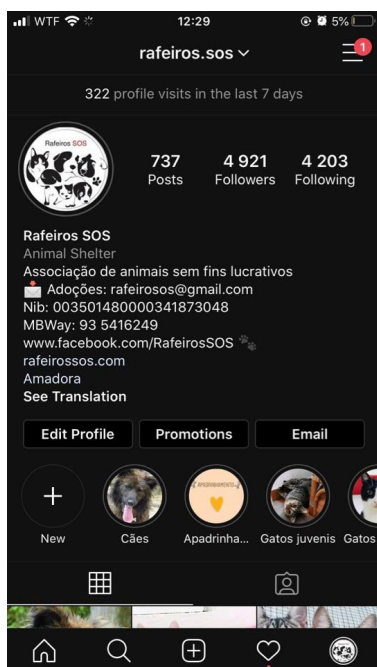 WTF 12:29 5%
rafeiros.sos
1
322 profile visits in the last 7 days
Rafeiros SOS
737 4 921 4 203
Posts Followers Following
Rafeiros SOS
Animal Shelter
Associação de animais sem fins lucrativos
Adoções: rafeirosos@gmail.com
Nib: 003501480000341873048
MBWay: 93 5416249
www.facebook.com/RafeirosSOS
rafeirossos.com
Amadora
See Translation
Edit Profile Promotions Email
APADRINHAMENTO
New Cães Apadrinha... Gatos juvenis Gatos